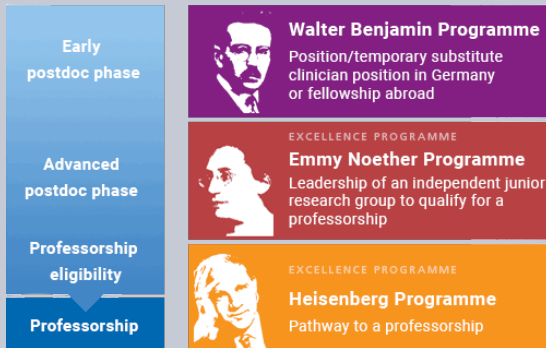 Early
postdoc phase
Advanced
postdoc phase
Professorship
eligibility
Professorship
Walter Benjamin Programme
Position/temporary substitute
clinician position in Germany
or fellowship abroad
EXCELLENCE PROGRAMME
Emmy Noether Programme
Leadership of an independent junior
research group to qualify for a
professorship
EXCELLENCE PROGRAMME
Heisenberg Programme
Pathway to a professorship